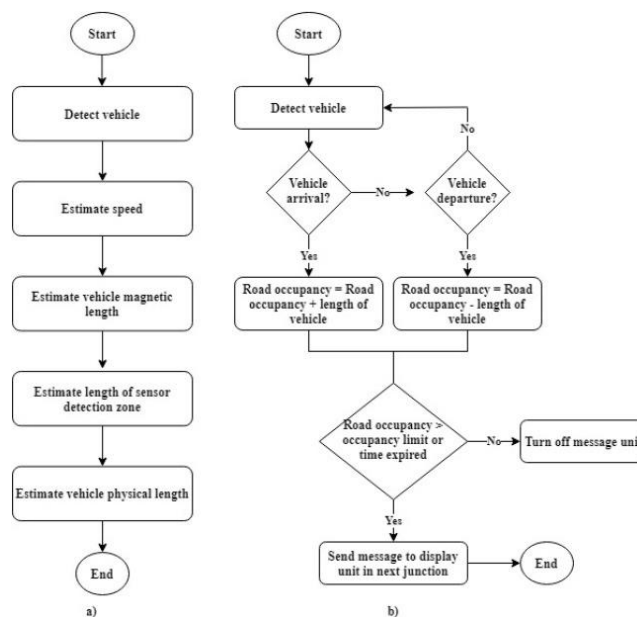 Start
Detect vehicle
Estimate speed
Estimate vehicle magnetic
length
Estimate length of sensor
detection zone
Estimate vehicle physical length
End
a)
Start
Detect vehicle
No
Vehicle
arrival?
No
Vehicle
departure?
Yes
Yes
Road occupancy = Road
occupancy + length of
vehicle
Road occupancy = Road
occupancy - length of
vehicle
Road occupancy >
occupancy limit or
time expired
No
Turn off message unit
Yes
Send message to display
unit in next junction
End
b)